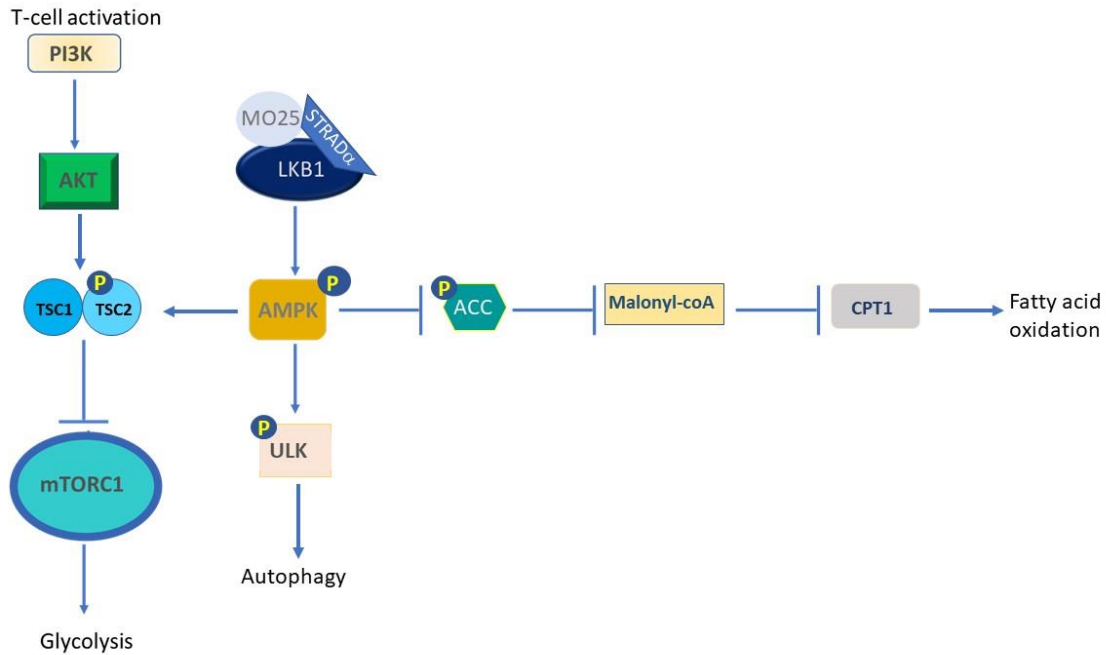 T-cell activation
PI3K
MO25
STRADα
LKB1
AKT
P
TSC1
TSC2
AMPK
P
P
ACC
Malonyl-coA
CPT1
Fatty acid
oxidation
mTORC1
P
ULK
Autophagy
Glycolysis